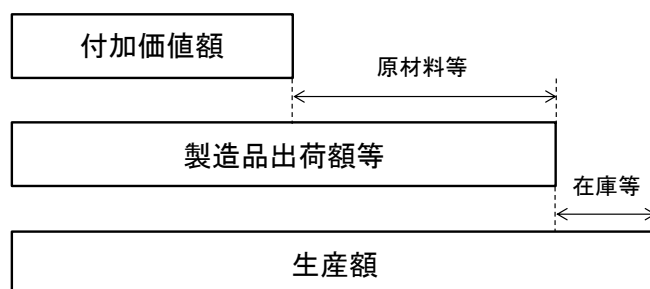 付加価値額
原材料等
製造品出荷額等
在庫等
生産額